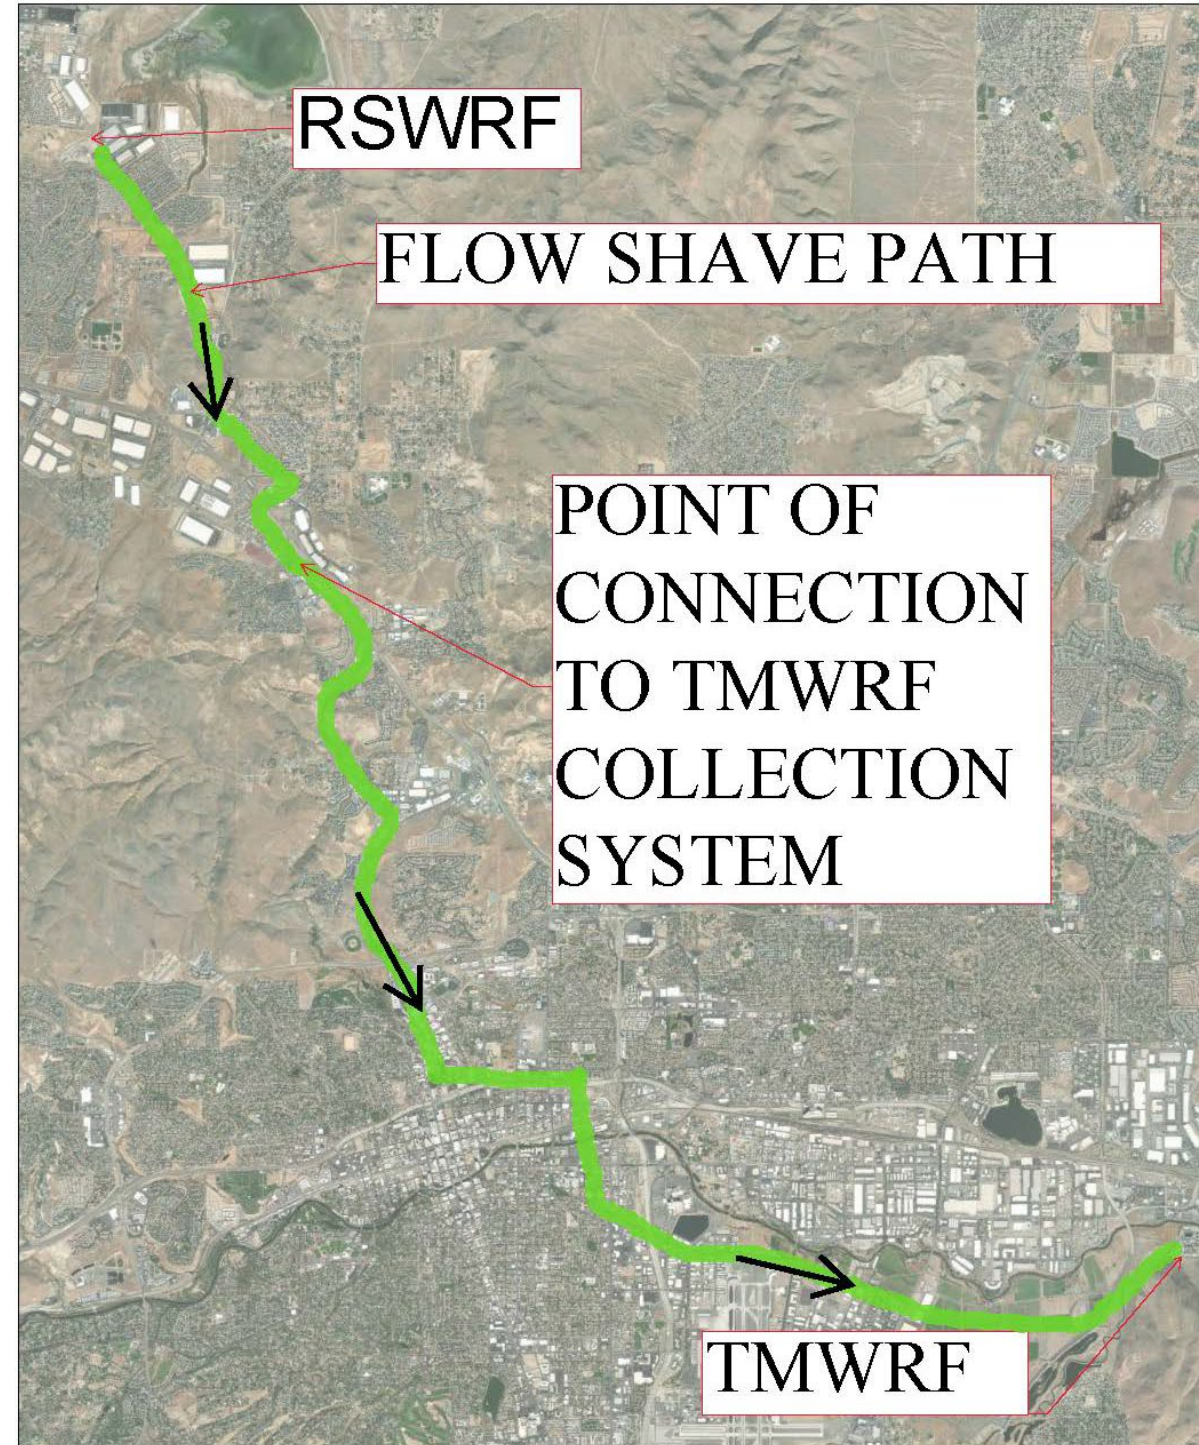 RSWRF
FLOW SHAVE PATH
POINT OF
CONNECTION
TO TMWRF
COLLECTION
SYSTEM
TMWRF